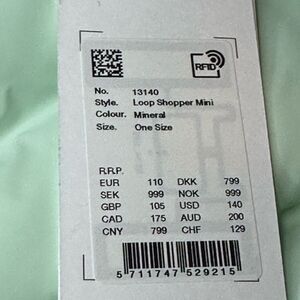 RFID
No. 13140
Style. Loop Shopper Mini
Colour. Mineral
Size. One Size
R.R.P.
EUR 110 DKK 799
SEK 999 NOK 999
GBP 105 USD 140
CAD 175 AUD 200
CNY 799 CHF 129
5 711747 529215